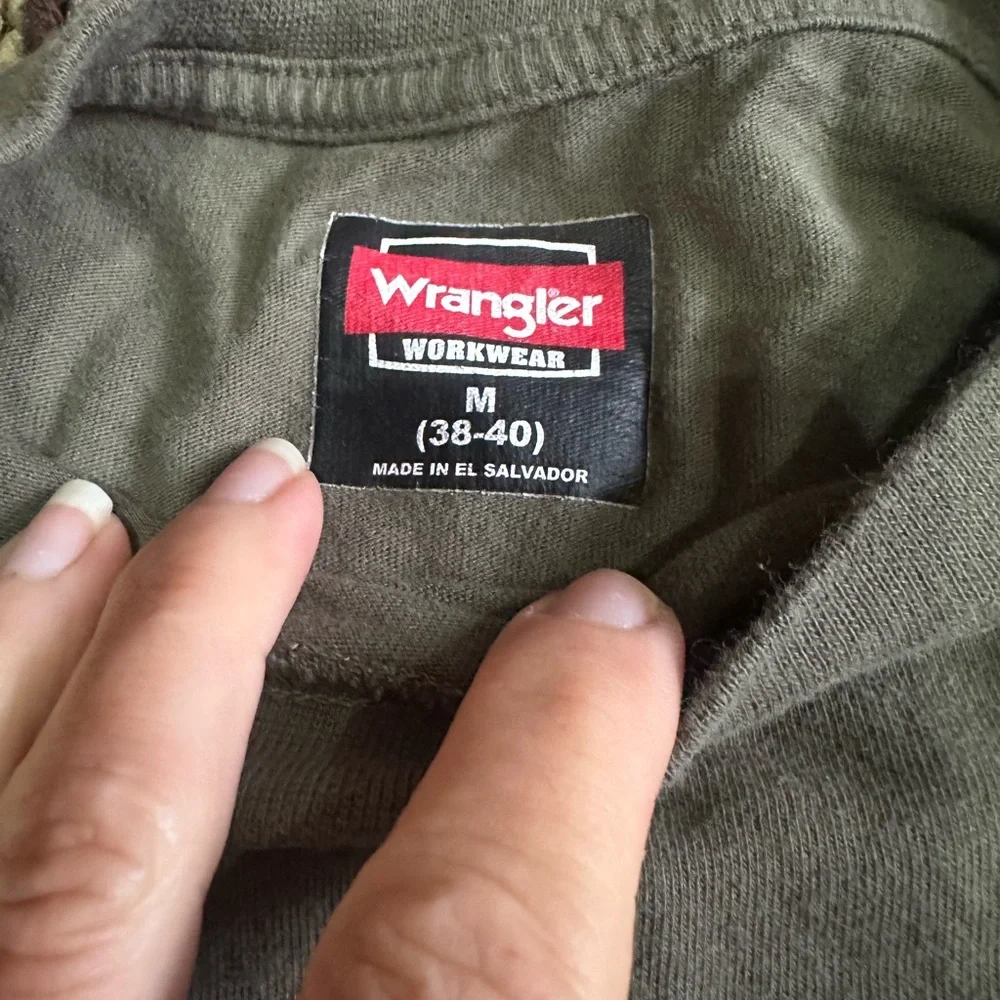 Wrangler®
WORKWEAR
M
(38-40)
MADE IN EL SALVADOR